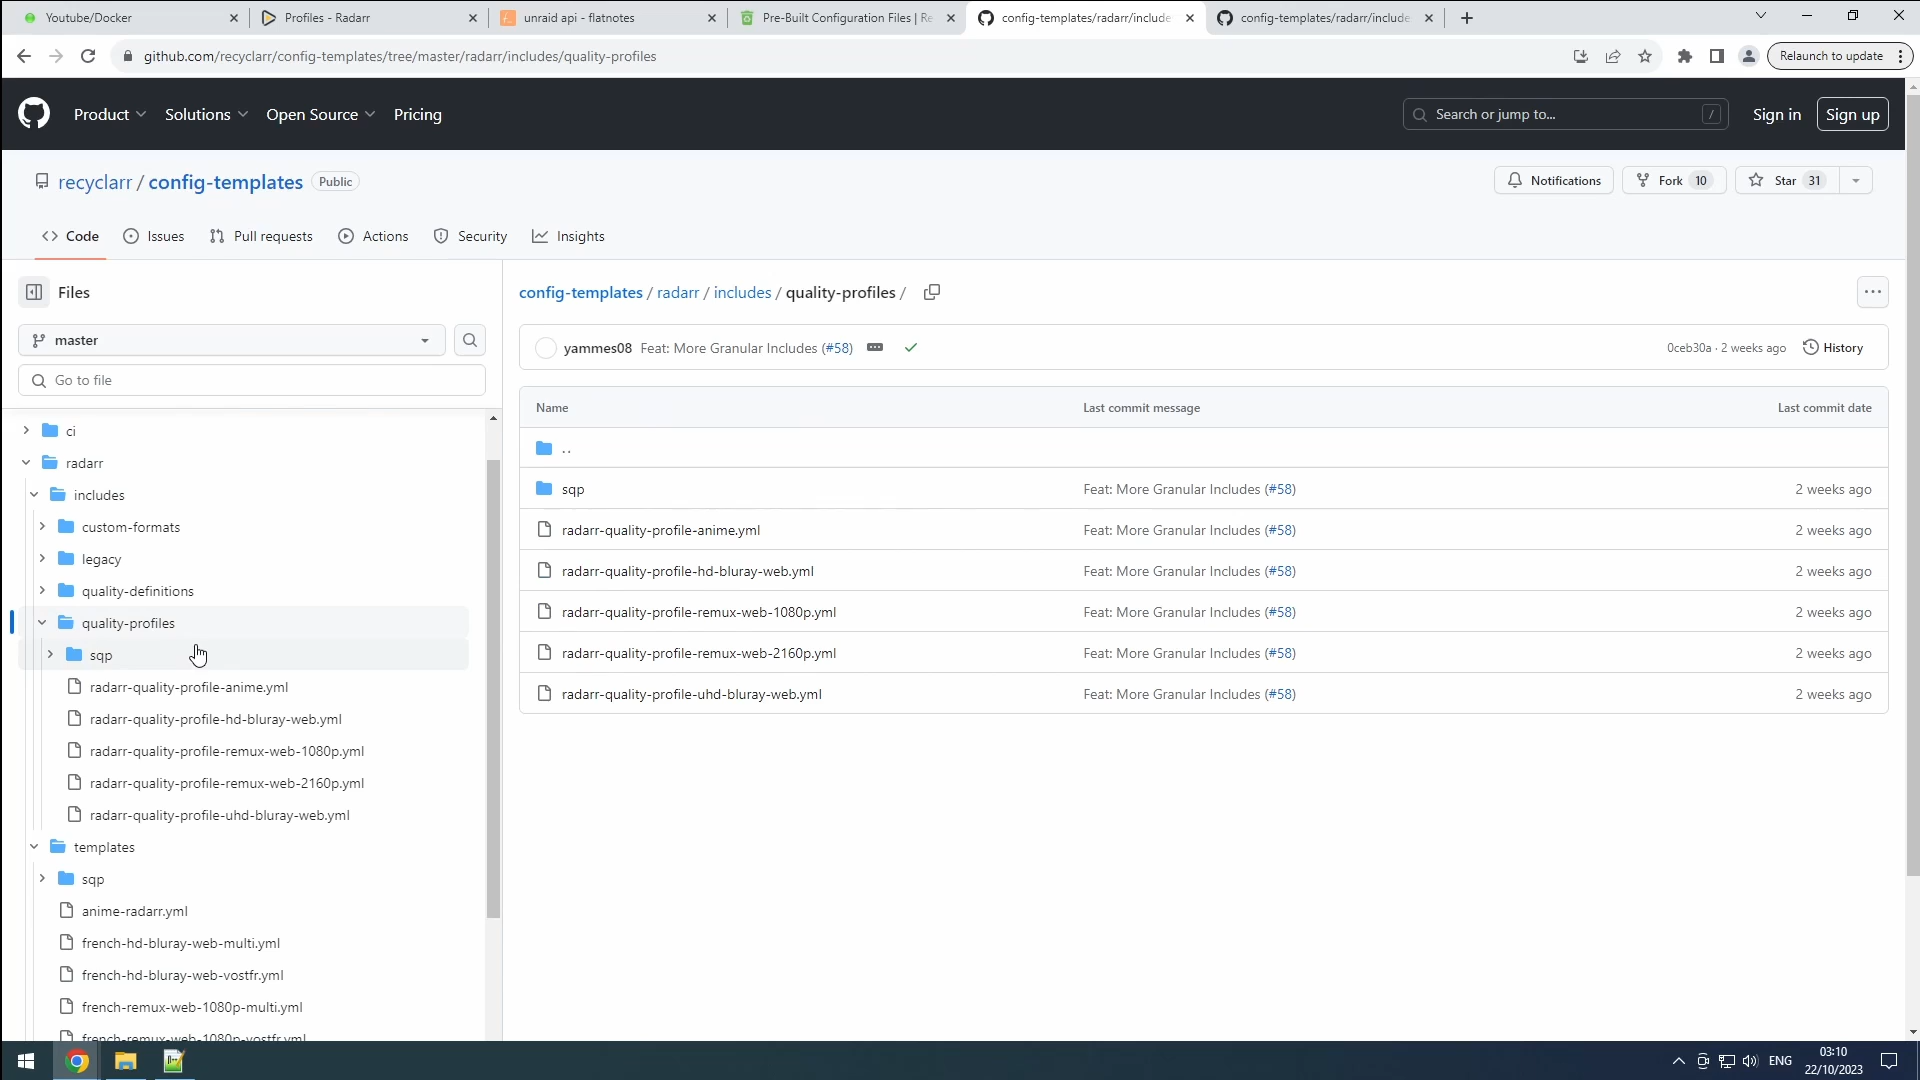 Youtube/Docker
Profiles - Radarr
unraid api - flatnotes
Pre-Built Configuration Files | Re
config-templates/radarr/include
config-templates/radarr/include
github.com/recyclarr/config-templates/tree/master/radarr/includes/quality-profiles
Relaunch to update
Product
Solutions
Open Source
Pricing
Search or jump to...
/
Sign in
Sign up
recyclarr / config-templates
Public
Notifications
Fork 10
Star 31
Code
Issues
Pull requests
Actions
Security
Insights
Files
master
Go to file
ci
radarr
includes
custom-formats
legacy
quality-definitions
quality-profiles
sqp
radarr-quality-profile-anime.yml
radarr-quality-profile-hd-bluray-web.yml
radarr-quality-profile-remux-web-1080p.yml
radarr-quality-profile-remux-web-2160p.yml
radarr-quality-profile-uhd-bluray-web.yml
templates
sqp
anime-radarr.yml
french-hd-bluray-web-multi.yml
french-hd-bluray-web-vostfr.yml
french-remux-web-1080p-multi.yml
french-remux-web-1080p-vostfr.yml
config-templates / radarr / includes / quality-profiles /
yammes08 Feat: More Granular Includes (#58)
0ceb30a · 2 weeks ago
History
Name Last commit message Last commit date
..
sqp Feat: More Granular Includes (#58) 2 weeks ago
radarr-quality-profile-anime.yml Feat: More Granular Includes (#58) 2 weeks ago
radarr-quality-profile-hd-bluray-web.yml Feat: More Granular Includes (#58) 2 weeks ago
radarr-quality-profile-remux-web-1080p.yml Feat: More Granular Includes (#58) 2 weeks ago
radarr-quality-profile-remux-web-2160p.yml Feat: More Granular Includes (#58) 2 weeks ago
radarr-quality-profile-uhd-bluray-web.yml Feat: More Granular Includes (#58) 2 weeks ago
ENG
03:10
22/10/2023